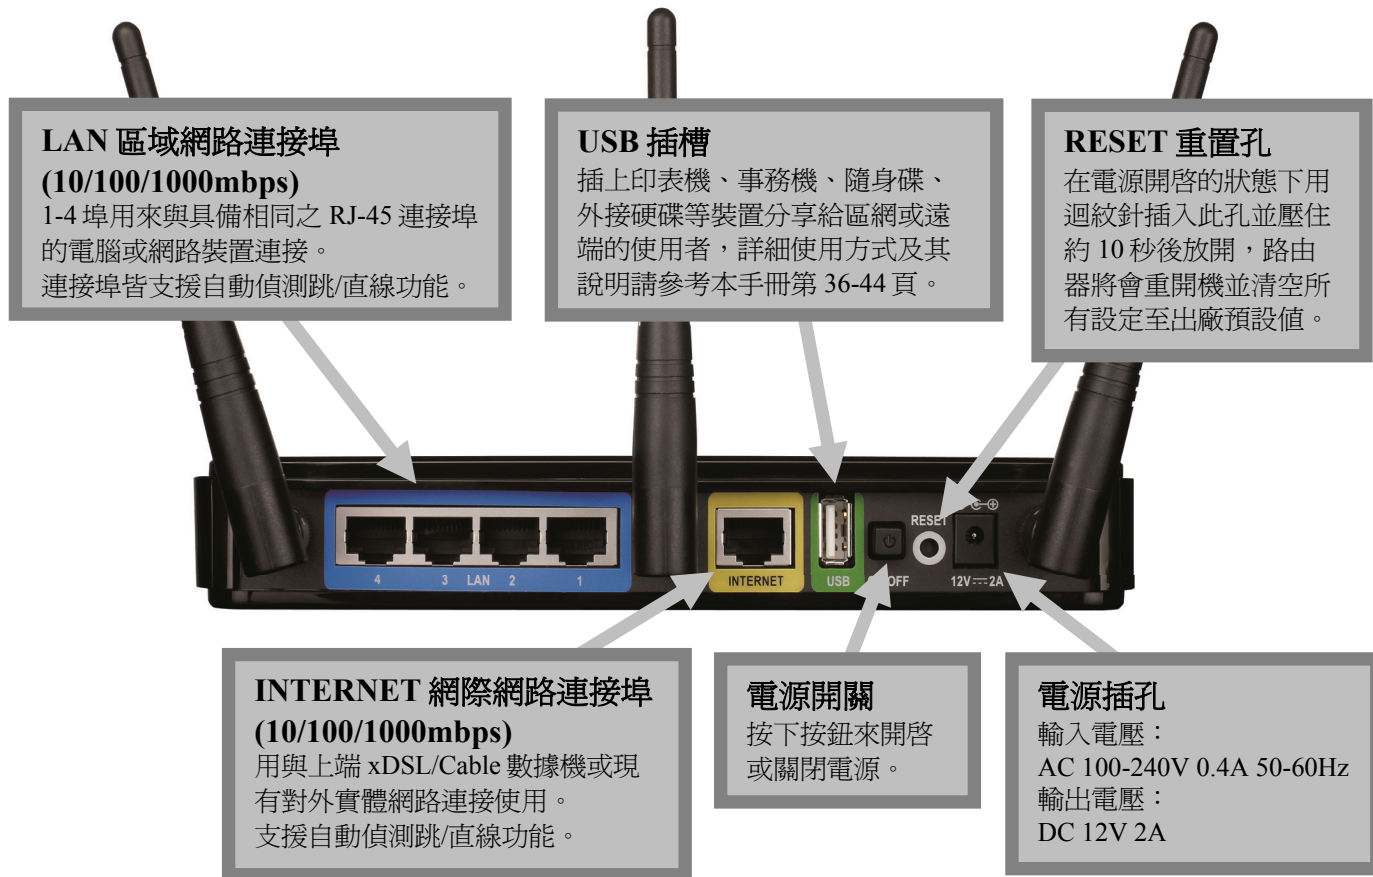 LAN 區域網路連接埠
(10/100/1000mbps)
1-4 埠用來與具備相同之 RJ-45 連接埠
的電腦或網路裝置連接。
連接埠皆支援自動偵測跳/直線功能。
USB 插槽
插上印表機、事務機、隨身碟、
外接硬碟等裝置分享給區網或遠
端的使用者，詳細使用方式及其
說明請參考本手冊第 36-44 頁。
RESET 重置孔
在電源開啓的狀態下用
迴紋針插入此孔並壓住
約 10 秒後放開，路由
器將會重開機並清空所
有設定至出廠預設值。
RESET
4 3 LAN 2 1
INTERNET
USB
OFF
12V 2A
INTERNET 網際網路連接埠
(10/100/1000mbps)
用與上端 xDSL/Cable 數據機或現
有對外實體網路連接使用。
支援自動偵測跳/直線功能。
電源開關
按下按鈕來開啓
或關閉電源。
電源插孔
輸入電壓：
AC 100-240V 0.4A 50-60Hz
輸出電壓：
DC 12V 2A